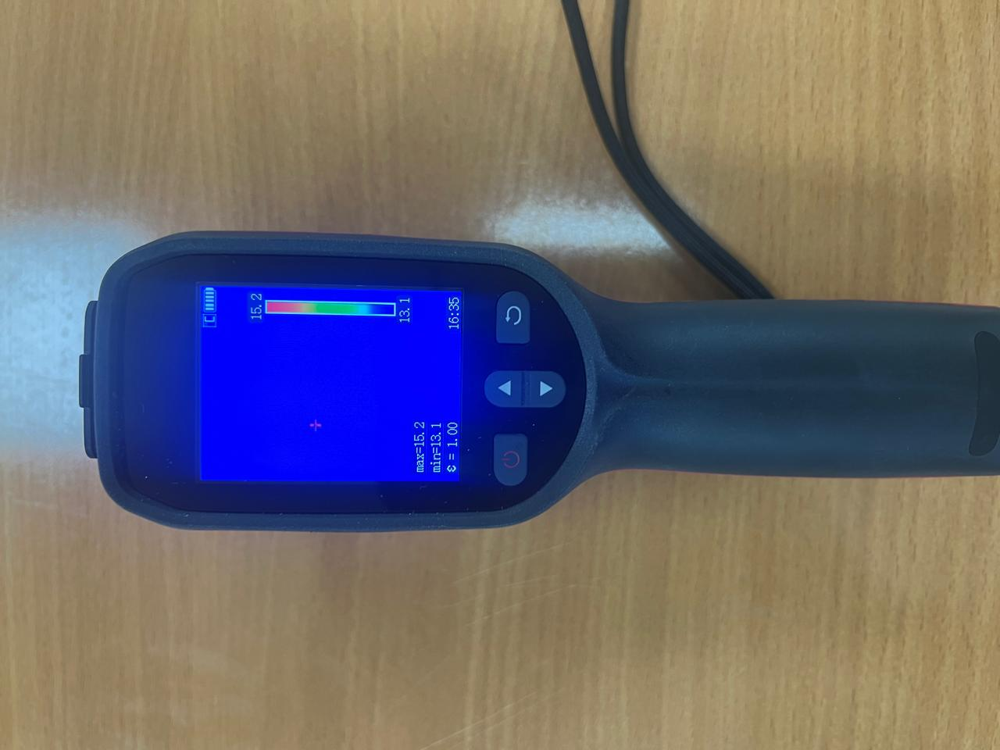 C
15.2
13.1
max=15.2
min=13.1
ε = 1.00
16:35